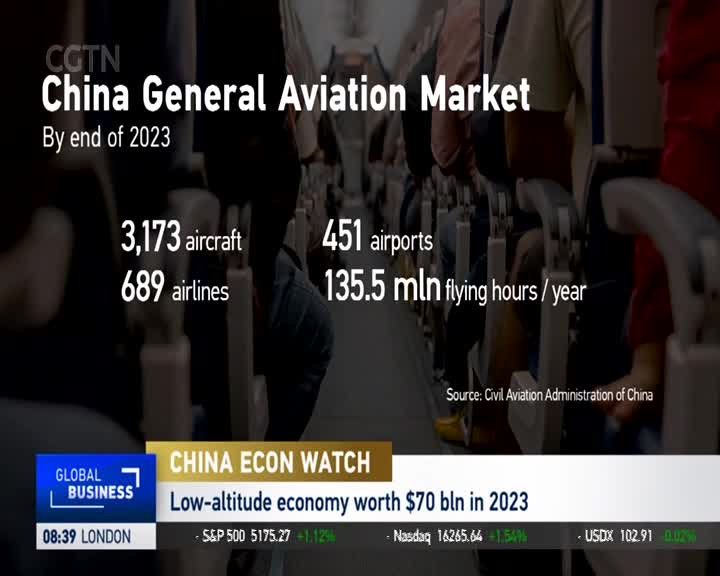 CGTN
China General Aviation Market
By end of 2023
3,173 aircraft 451 airports
689 airlines 135.5 mln flying hours / year
Source: Civil Aviation Administration of China
CHINA ECON WATCH
GLOBAL
BUSINESS
Low-altitude economy worth $70 bln in 2023
08:39 LONDON - S&P 500 5175.27 +1.12% - Nasdaq 16265.64 +1.54% - USDX 102.91 -0.02%